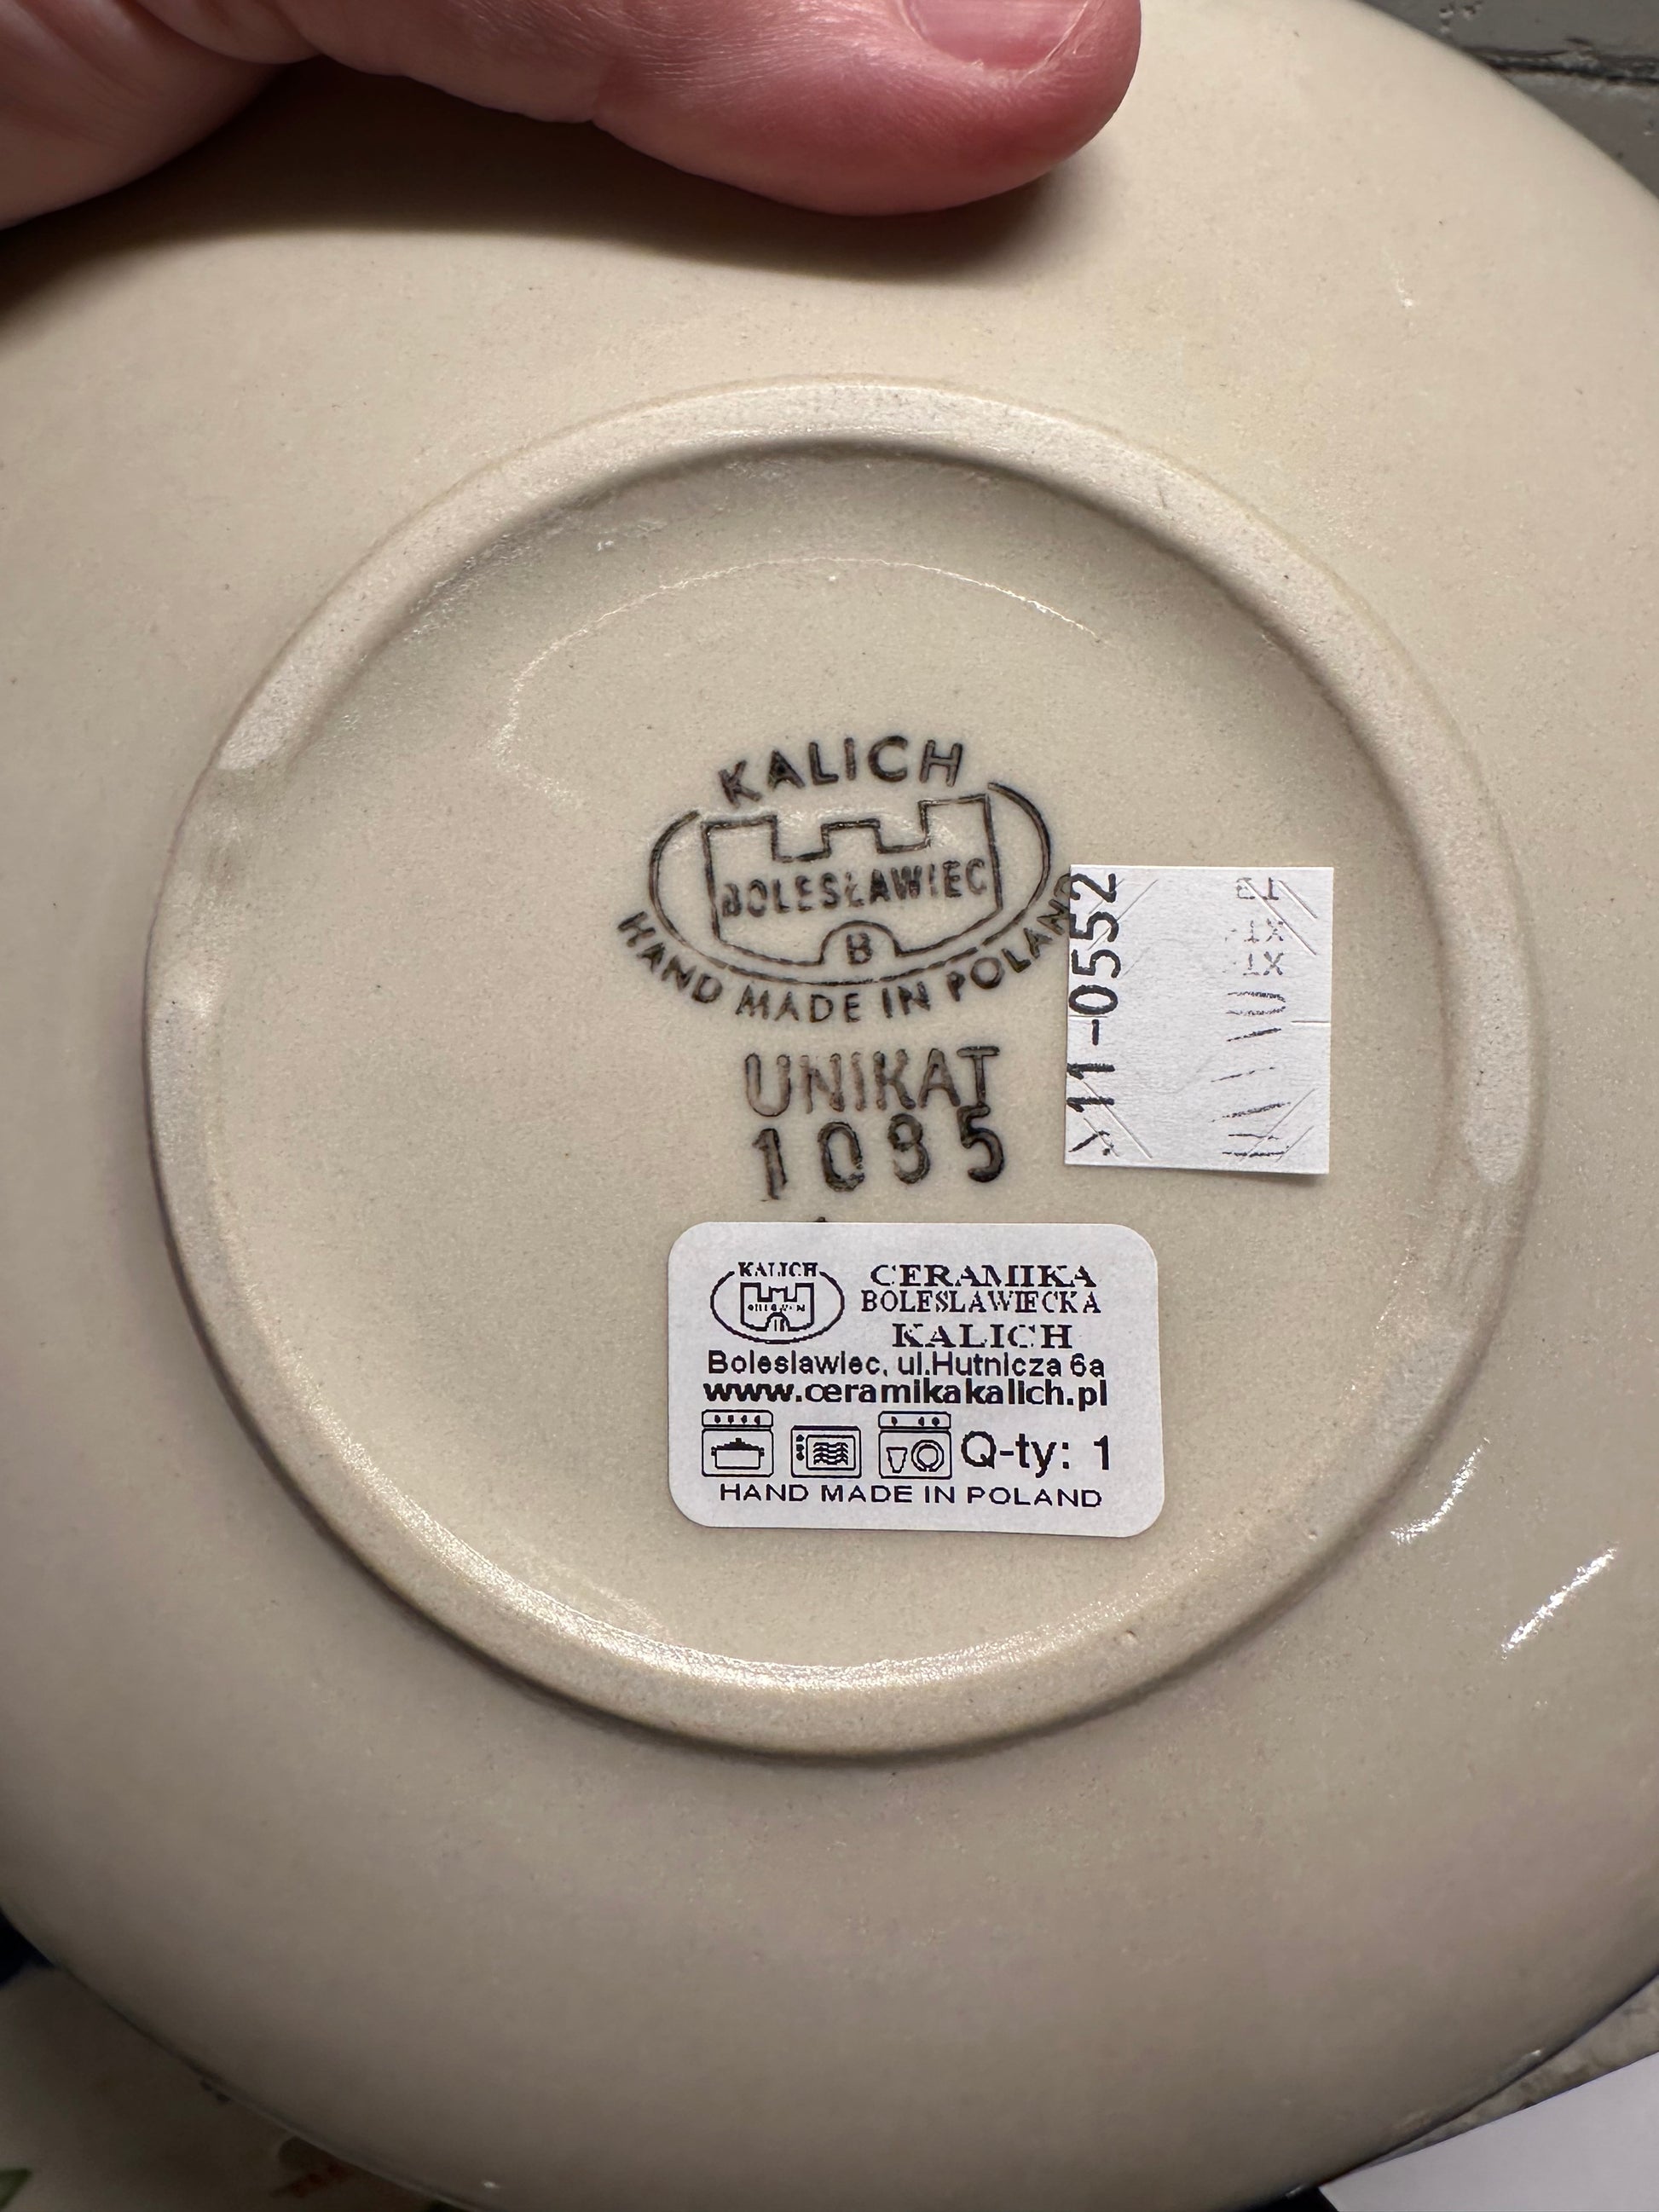 KALICH
BOLESŁAWIEC
B
HAND MADE IN POLAND
UNIKAT
1095
11-0552
KALICH
CERAMIKA
BOLESLAWIECKA
KALICH
Boleslawiec, ul.Hutnicza 6a
www.ceramikakalich.pl
Q-ty: 1
HAND MADE IN POLAND